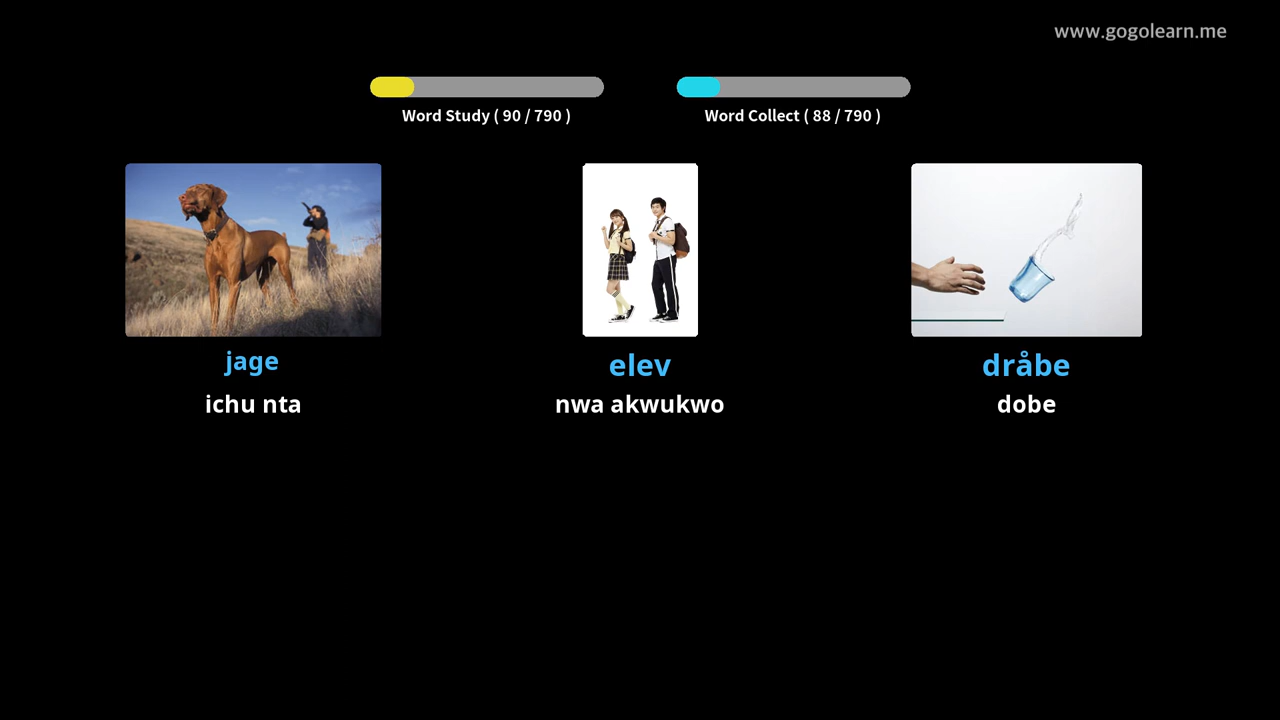 www.gogolearn.me
Word Study ( 90 / 790 )
Word Collect ( 88 / 790 )
jage
ichu nta
elev
nwa akwukwo
dråbe
dobe